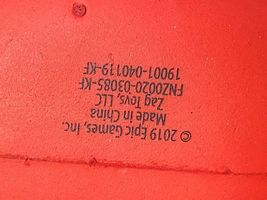 © 2019 Epic Games, Inc.
Made in China
Zag Toys, LLC
FNZ0020-03085-KF
19001-040119-KF